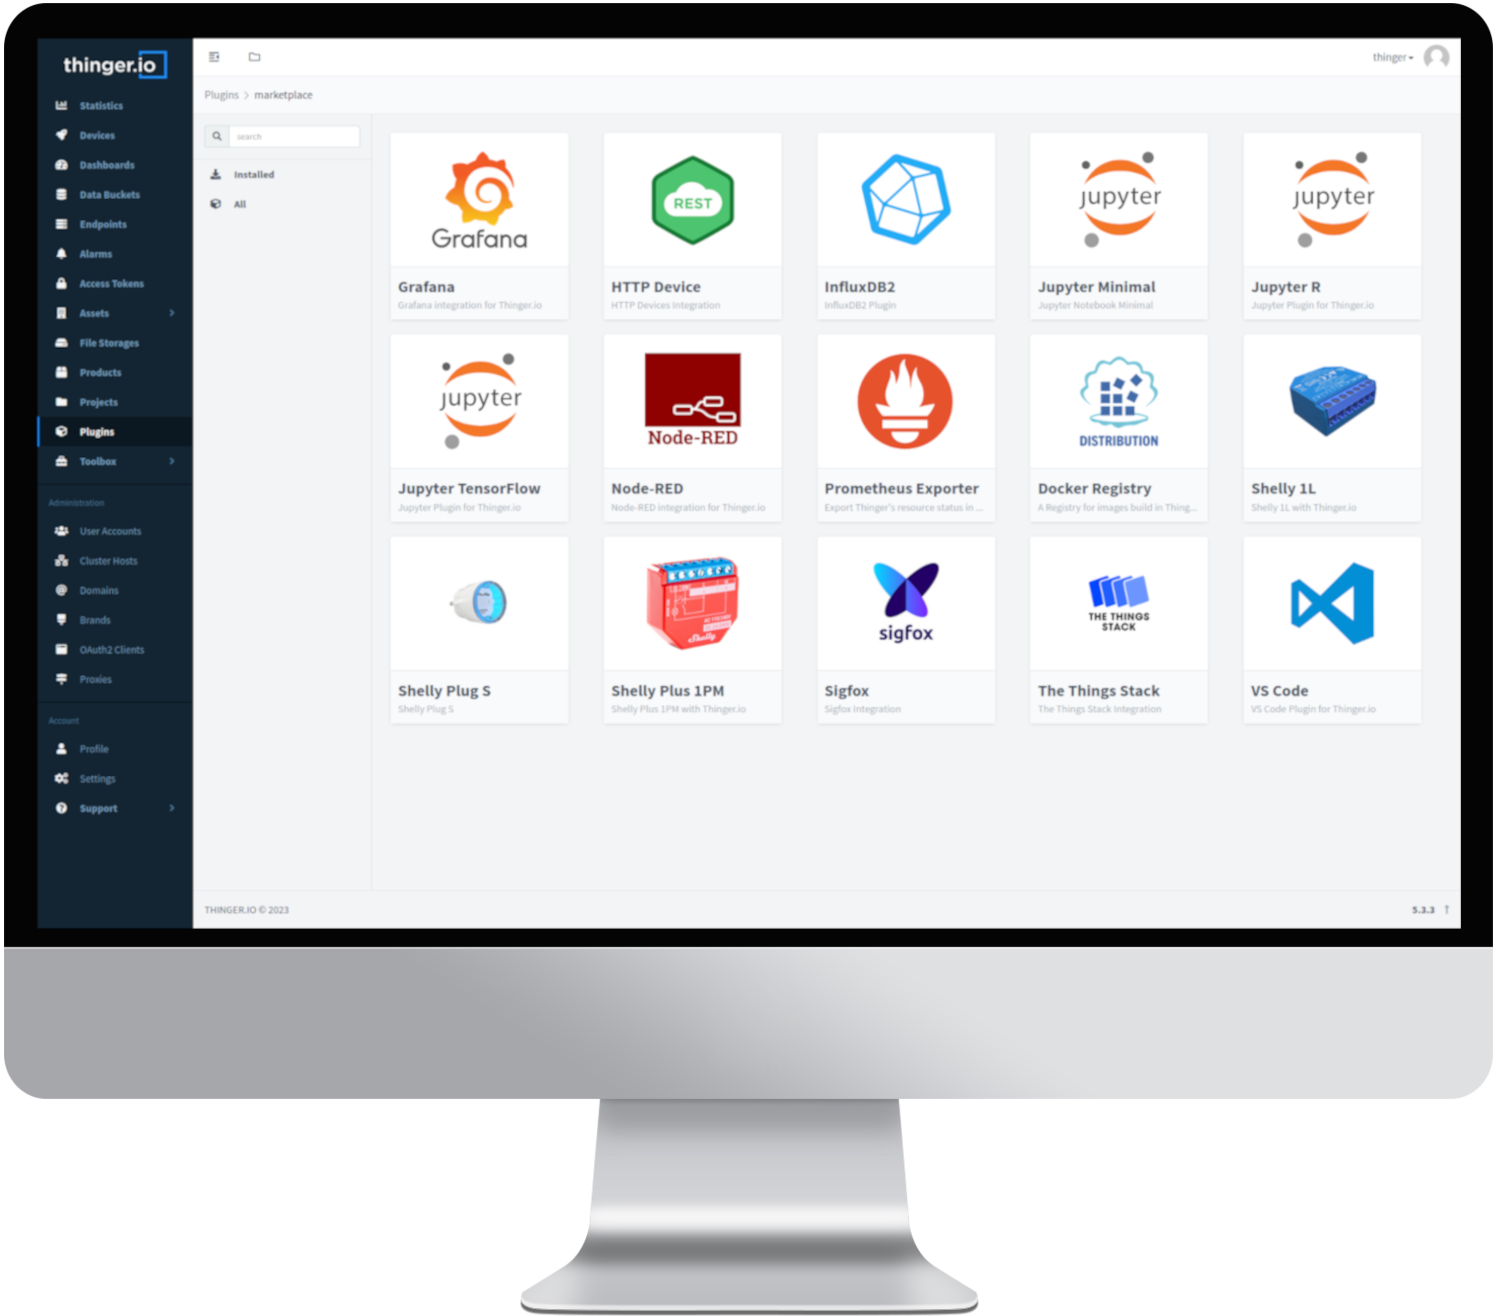 thinger.io
thinger
Statistics
Devices
Dashboards
Data Buckets
Endpoints
Alarms
Access Tokens
Assets
File Storages
Products
Projects
Plugins
Toolbox
Administration
User Accounts
Cluster Hosts
Domains
Brands
OAuth2 Clients
Proxies
Account
Profile
Settings
Support
Plugins > marketplace
search
Installed
All
Grafana
Grafana
Grafana integration for Thinger.io
REST
HTTP Device
HTTP Devices Integration
InfluxDB2
InfluxDB2 Plugin
jupyter
Jupyter Minimal
Jupyter Notebook Minimal
jupyter
Jupyter R
Jupyter Plugin for Thinger.io
jupyter
Jupyter TensorFlow
Jupyter Plugin for Thinger.io
Node-RED
Node-RED
Node-RED integration for Thinger.io
Prometheus Exporter
Export Thinger's resource status in ...
DISTRIBUTION
Docker Registry
A Registry for images build in Thing...
Shelly 1L
Shelly 1L with Thinger.io
Shelly Plug S
Shelly Plug S
Shelly
Shelly Plus 1PM
Shelly Plus 1PM with Thinger.io
sigfox
Sigfox
Sigfox Integration
THE THINGS
STACK
The Things Stack
The Things Stack Integration
VS Code
VS Code Plugin for Thinger.io
THINGER.IO © 2023
5.3.3